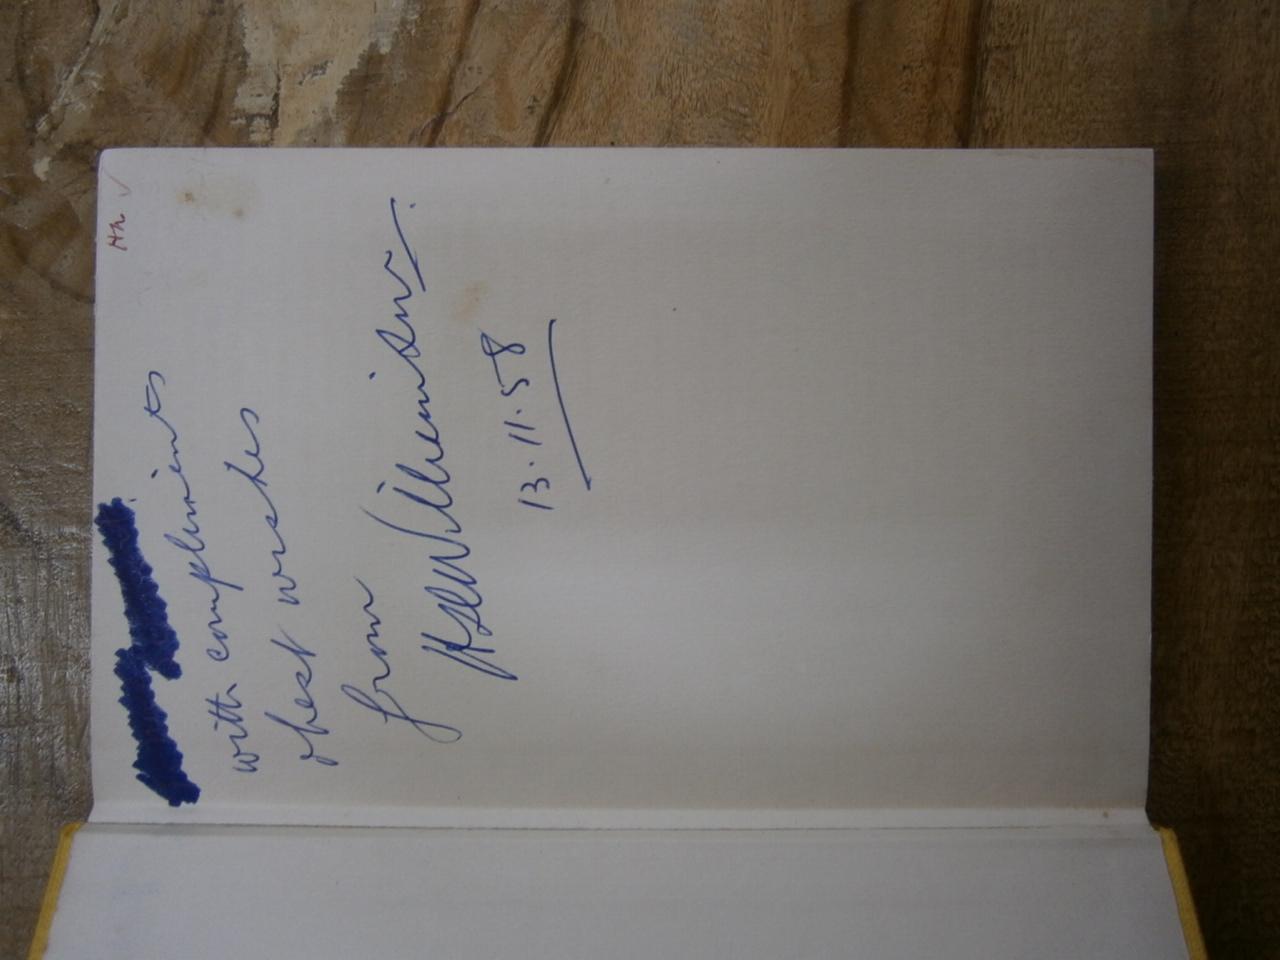 with compliments
& best wishes
from
13.11.58